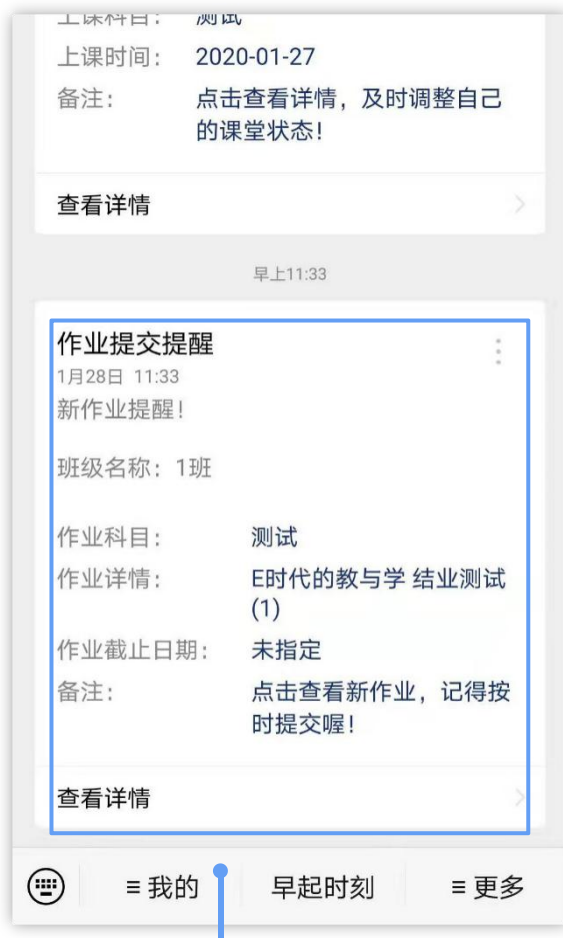 上课科目： 测试
上课时间： 2020-01-27
备注： 点击查看详情，及时调整自己
的课堂状态！
查看详情
早上11:33
作业提交提醒
1月28日 11:33
新作业提醒！
班级名称：1班
作业科目： 测试
作业详情： E时代的教与学 结业测试
(1)
作业截止日期： 未指定
备注： 点击查看新作业，记得按
时提交喔！
查看详情
≡ 我的 早起时刻 ≡ 更多